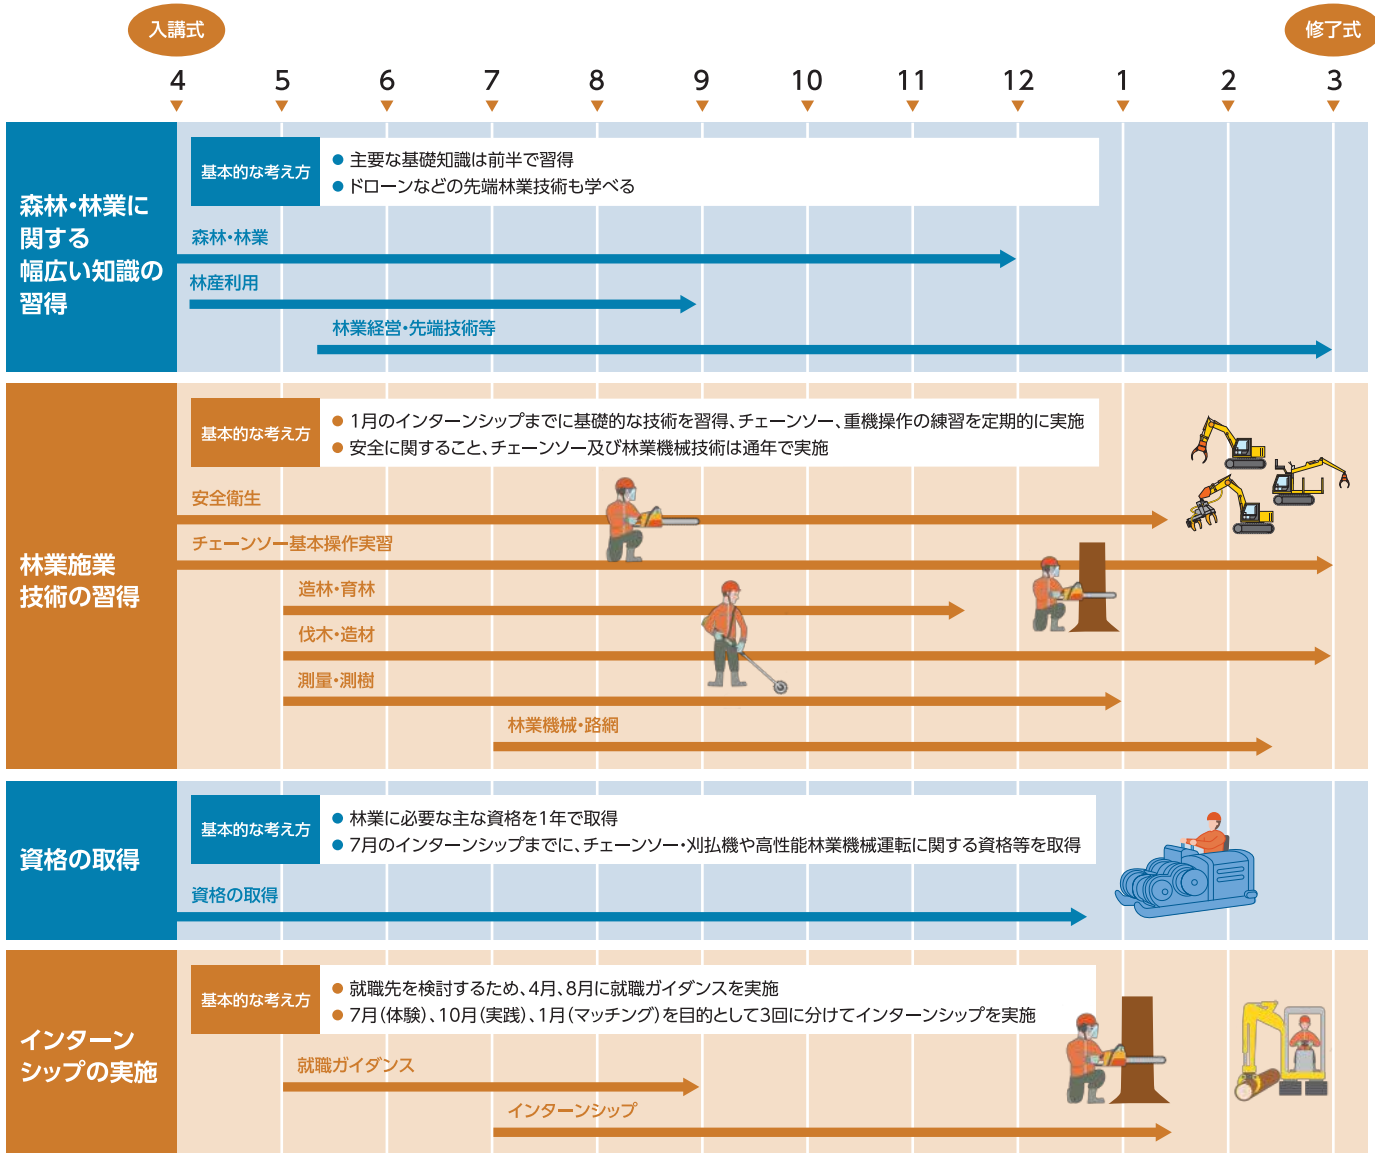 入講式
修了式
4 5 6 7 8 9 10 11 12 1 2 3
森林・林業に
関する
幅広い知識の
習得
基本的な考え方
● 主要な基礎知識は前半で習得
● ドローンなどの先端林業技術も学べる
森林・林業
林産利用
林業経営・先端技術等
林業施業
技術の習得
基本的な考え方
● 1月のインターンシップまでに基礎的な技術を習得、チェーンソー、重機操作の練習を定期的に実施
● 安全に関すること、チェーンソー及び林業機械技術は通年で実施
安全衛生
チェーンソー基本操作実習
造林・育林
伐木・造材
測量・測樹
林業機械・路網
資格の取得
基本的な考え方
● 林業に必要な主な資格を1年で取得
● 7月のインターンシップまでに、チェーンソー・刈払機や高性能林業機械運転に関する資格等を取得
資格の取得
インターン
シップの実施
基本的な考え方
● 就職先を検討するため、4月、8月に就職ガイダンスを実施
● 7月（体験）、10月（実践）、1月（マッチング）を目的として3回に分けてインターンシップを実施
就職ガイダンス
インターンシップ